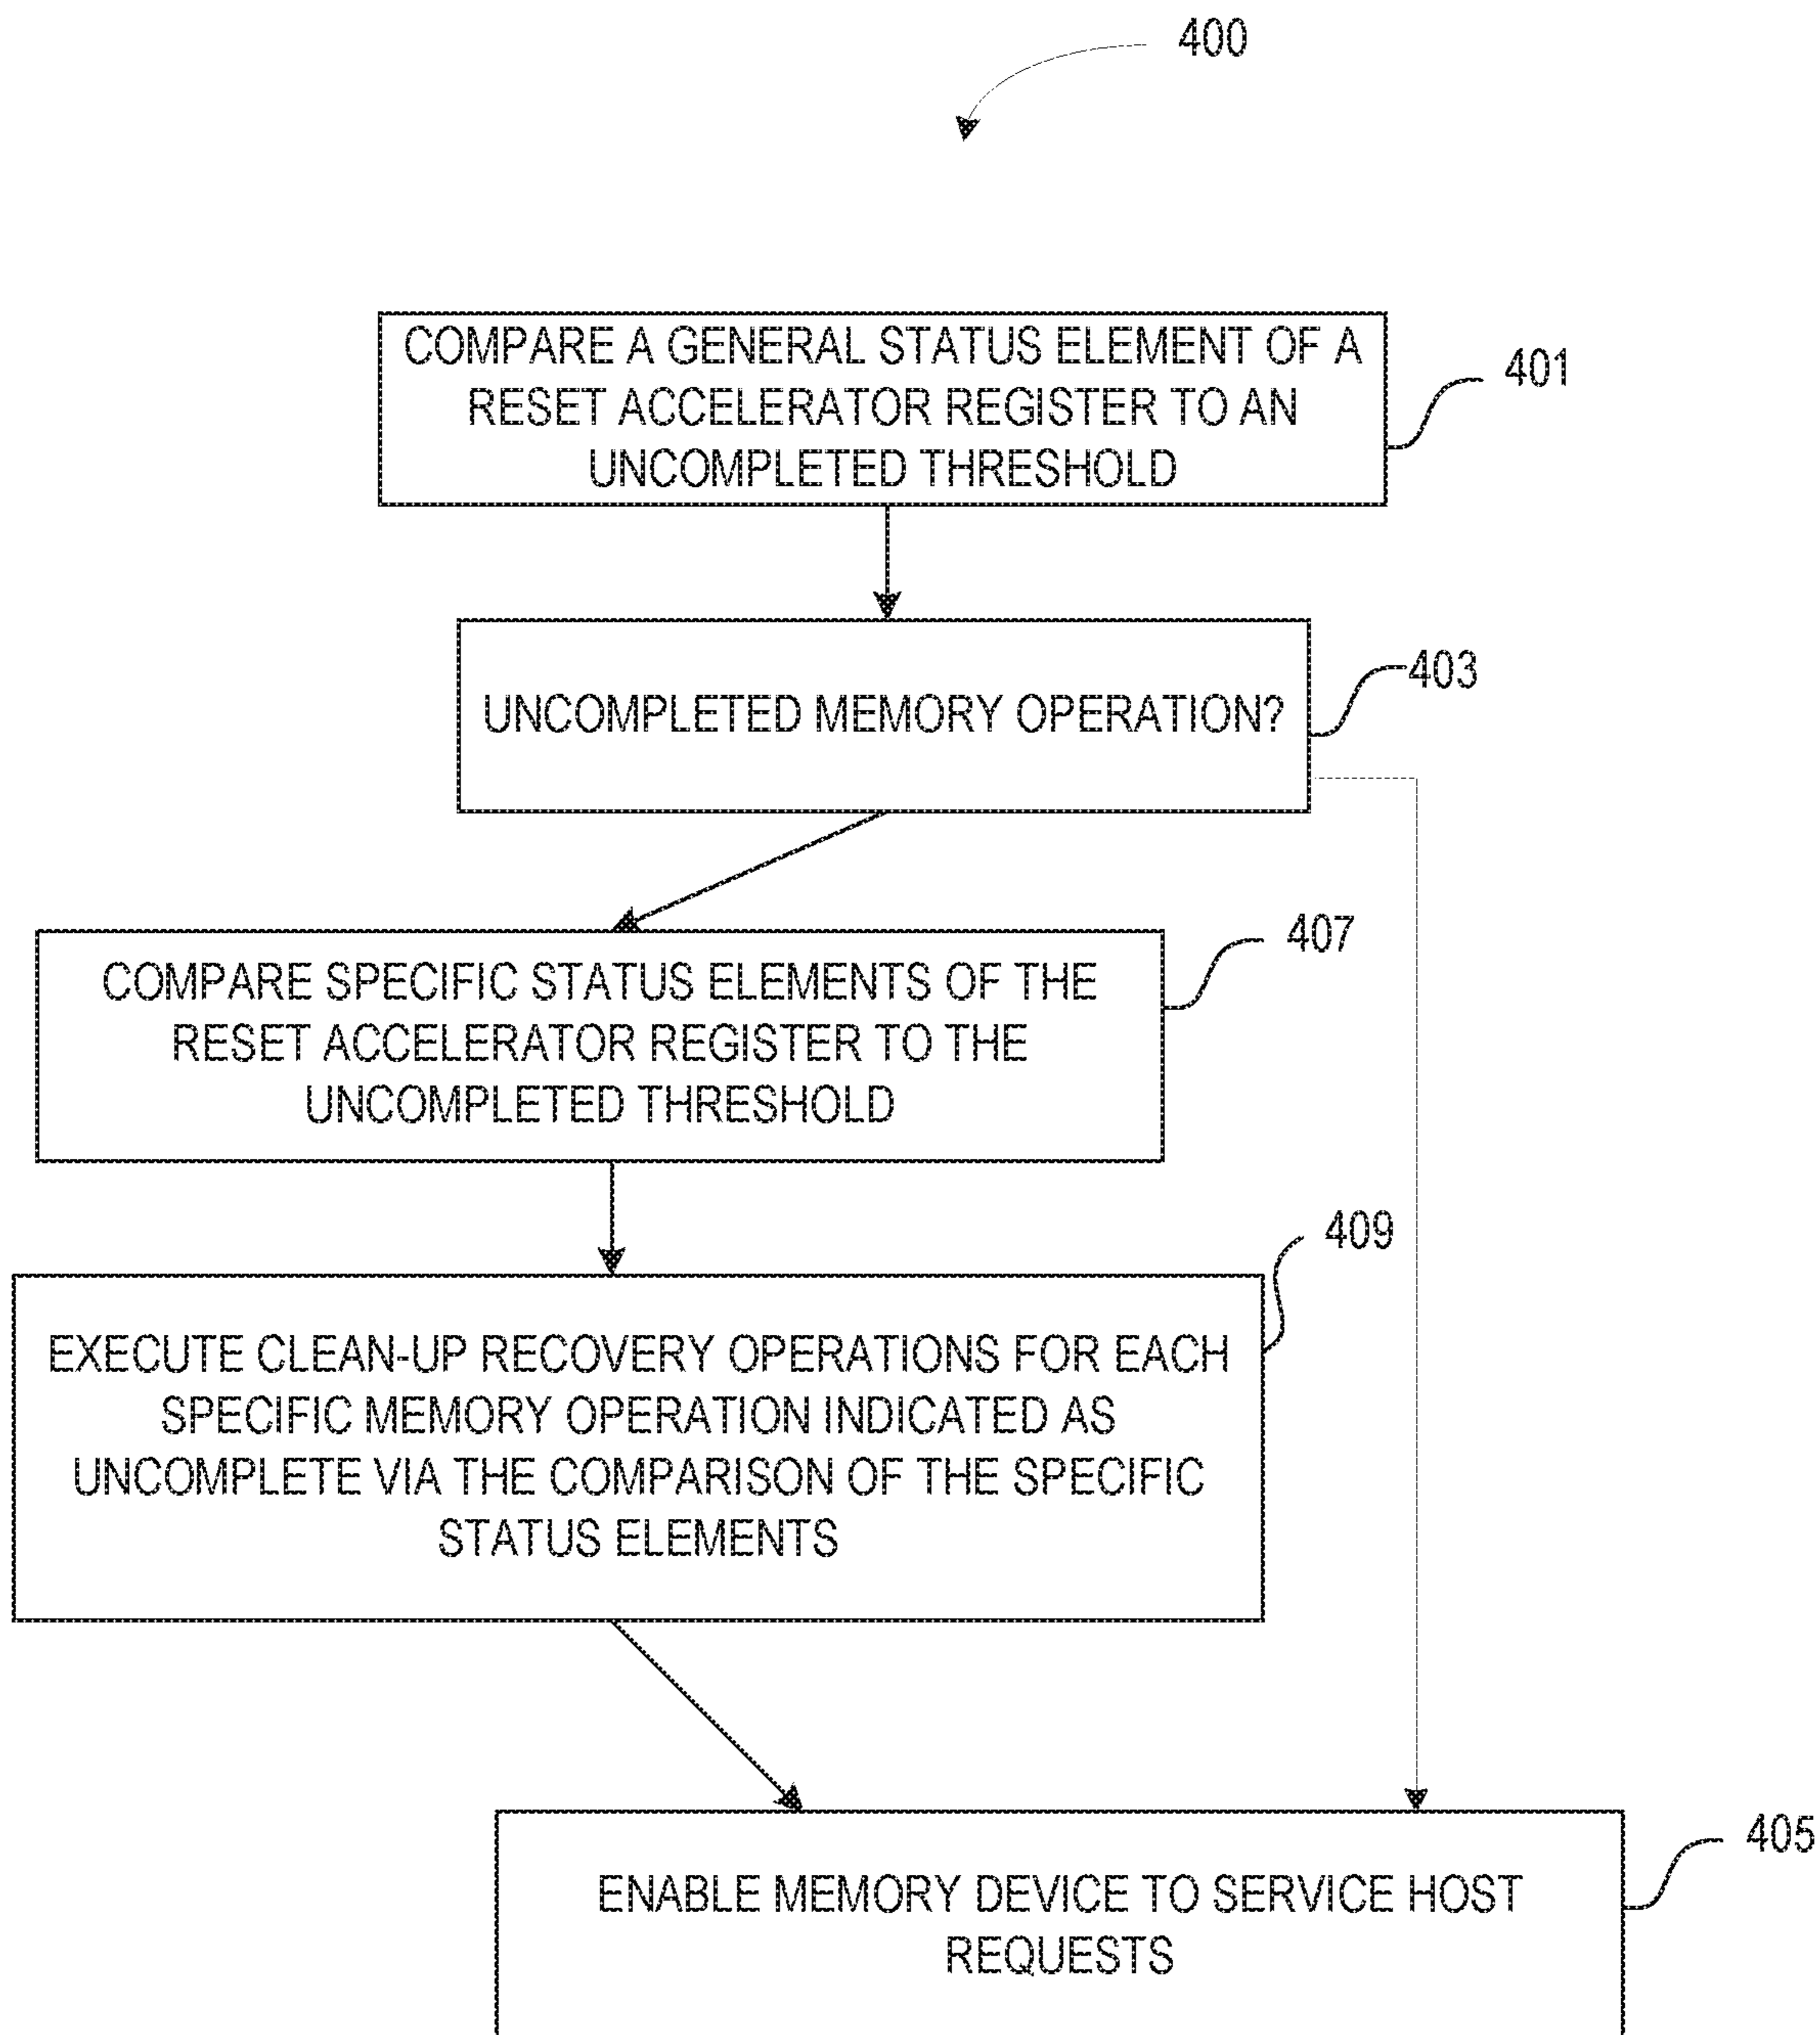 400
COMPARE A GENERAL STATUS ELEMENT OF A
RESET ACCELERATOR REGISTER TO AN
UNCOMPLETED THRESHOLD
401
UNCOMPLETED MEMORY OPERATION?
403
COMPARE SPECIFIC STATUS ELEMENTS OF THE
RESET ACCELERATOR REGISTER TO THE
UNCOMPLETED THRESHOLD
407
EXECUTE CLEAN-UP RECOVERY OPERATIONS FOR EACH
SPECIFIC MEMORY OPERATION INDICATED AS
UNCOMPLETE VIA THE COMPARISON OF THE SPECIFIC
STATUS ELEMENTS
409
ENABLE MEMORY DEVICE TO SERVICE HOST
REQUESTS
405